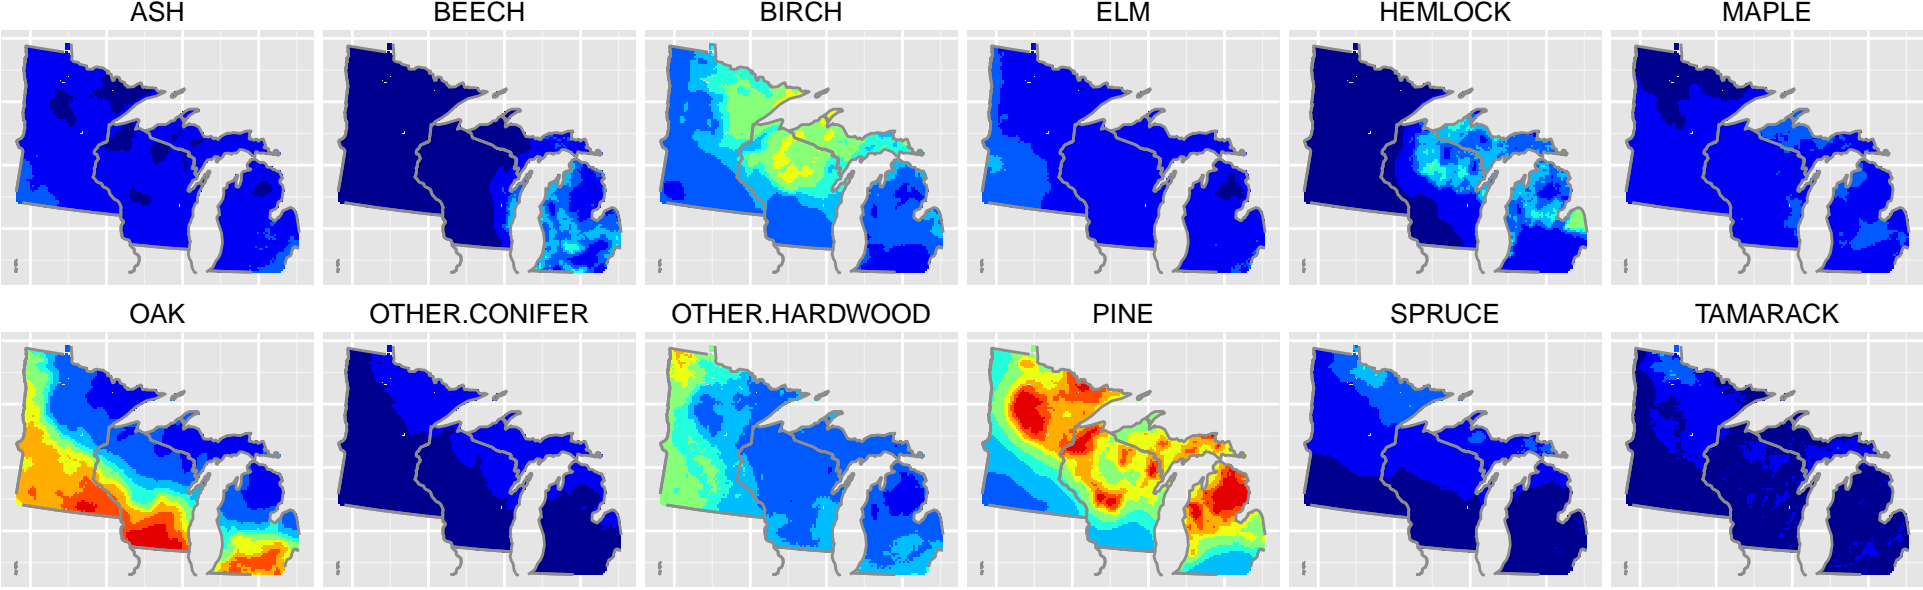 ASH BEECH BIRCH ELM HEMLOCK MAPLE
OAK OTHER.CONIFER OTHER.HARDWOOD PINE SPRUCE TAMARACK